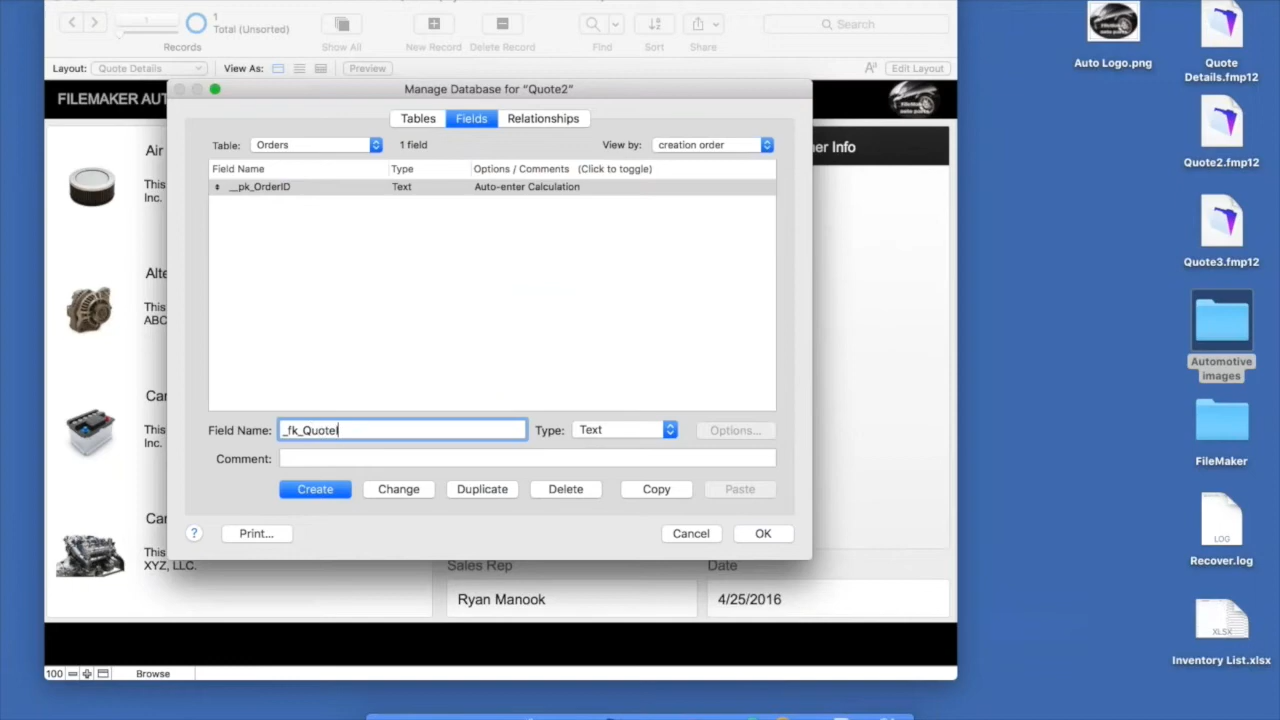 1
1
Total (Unsorted)
Records
Show All
New Record
Delete Record
Find
Sort
Share
Search
Layout:
Quote Details
View As:
Preview
Edit Layout
FILEMAKER AUT
Manage Database for "Quote2"
Tables
Fields
Relationships
Table:
Orders
1 field
View by:
creation order
Field Name
Type
Options / Comments (Click to toggle)
__pk_OrderID
Text
Auto-enter Calculation
Field Name:
_fk_QuoteI
Type:
Text
Options...
Comment:
Create
Change
Duplicate
Delete
Copy
Paste
?
Print...
Cancel
OK
er Info
Air
This
Inc.
Alte
This
ABC
Car
This
Inc.
Car
This
XYZ, LLC.
Sales Rep
Ryan Manook
Date
4/25/2016
100
Browse
Auto Logo.png
Quote
Details.fmp12
Quote2.fmp12
Quote3.fmp12
Automotive
images
FileMaker
LOG
Recover.log
XLSX
Inventory List.xlsx